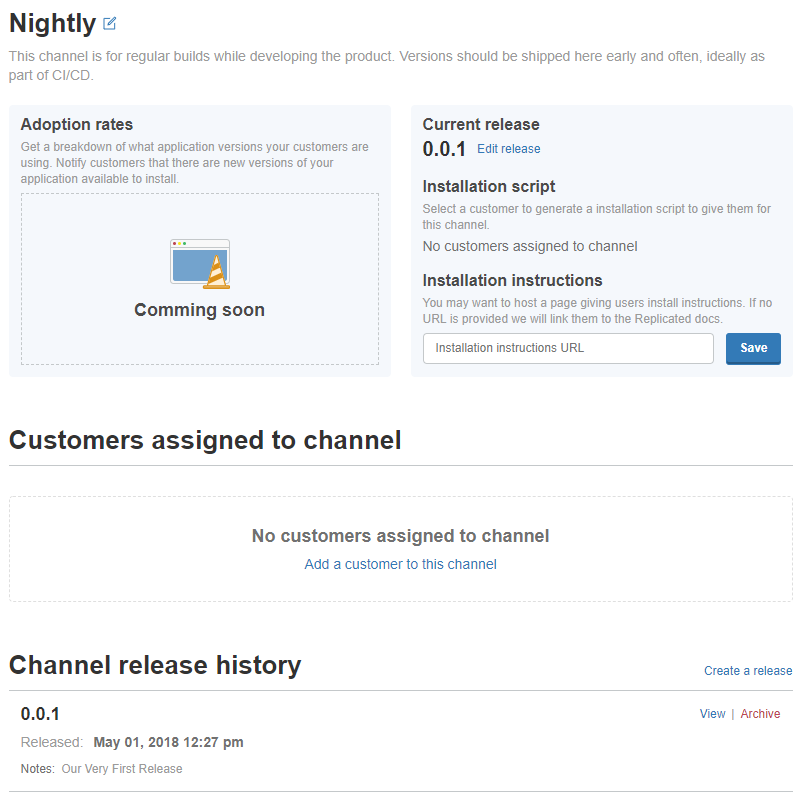 Nightly
This channel is for regular builds while developing the product. Versions should be shipped here early and often, ideally as
part of CI/CD.
Adoption rates
Get a breakdown of what application versions your customers are
using. Notify customers that there are new versions of your
application available to install.
Comming soon
Current release
0.0.1 Edit release
Installation script
Select a customer to generate a installation script to give them for
this channel.
No customers assigned to channel
Installation instructions
You may want to host a page giving users install instructions. If no
URL is provided we will link them to the Replicated docs.
Installation instructions URL Save
Customers assigned to channel
No customers assigned to channel
Add a customer to this channel
Channel release history Create a release
0.0.1 View | Archive
Released: May 01, 2018 12:27 pm
Notes: Our Very First Release